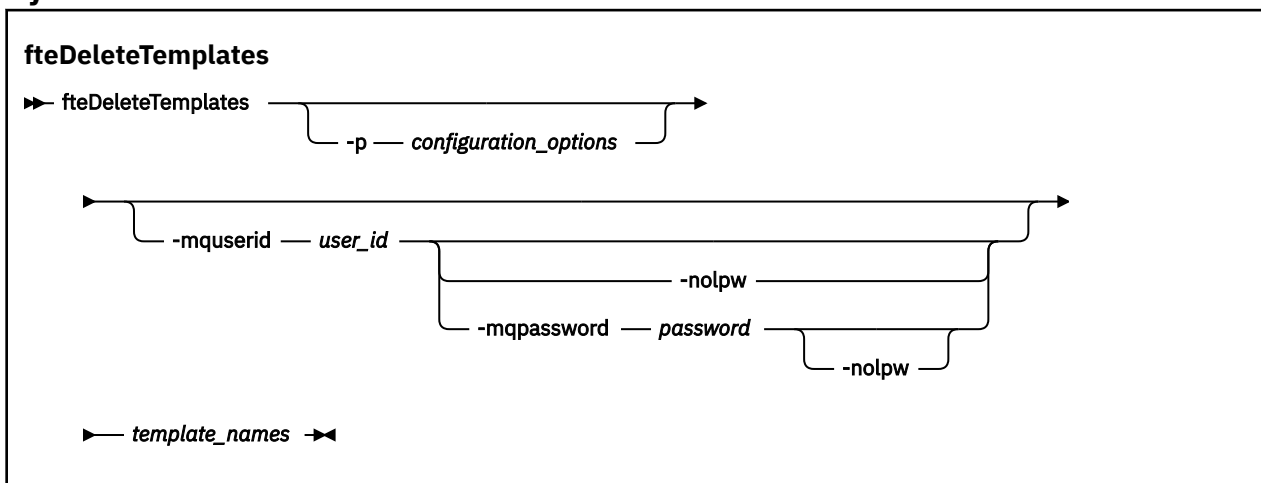 fteDeleteTemplates
fteDeleteTemplates
-p configuration_options
-mquserid user_id
-nolpw
-mqpassword password
-nolpw
template_names